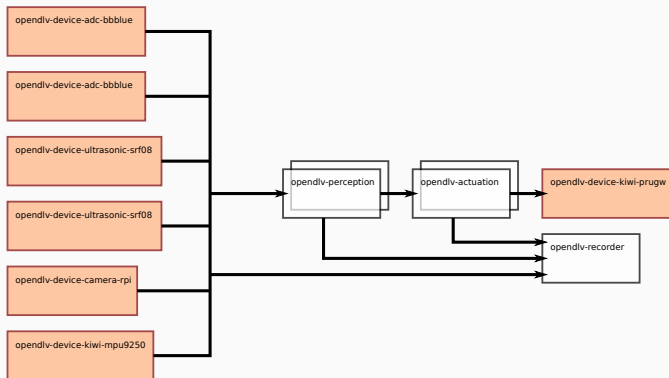 opendlv-device-adc-bbblue
opendlv-device-adc-bbblue
opendlv-device-ultrasonic-srf08
opendlv-device-ultrasonic-srf08
opendlv-device-camera-rpi
opendlv-device-kiwi-mpu9250
opendlv-perception
opendlv-actuation
opendlv-device-kiwi-prugw
opendlv-recorder